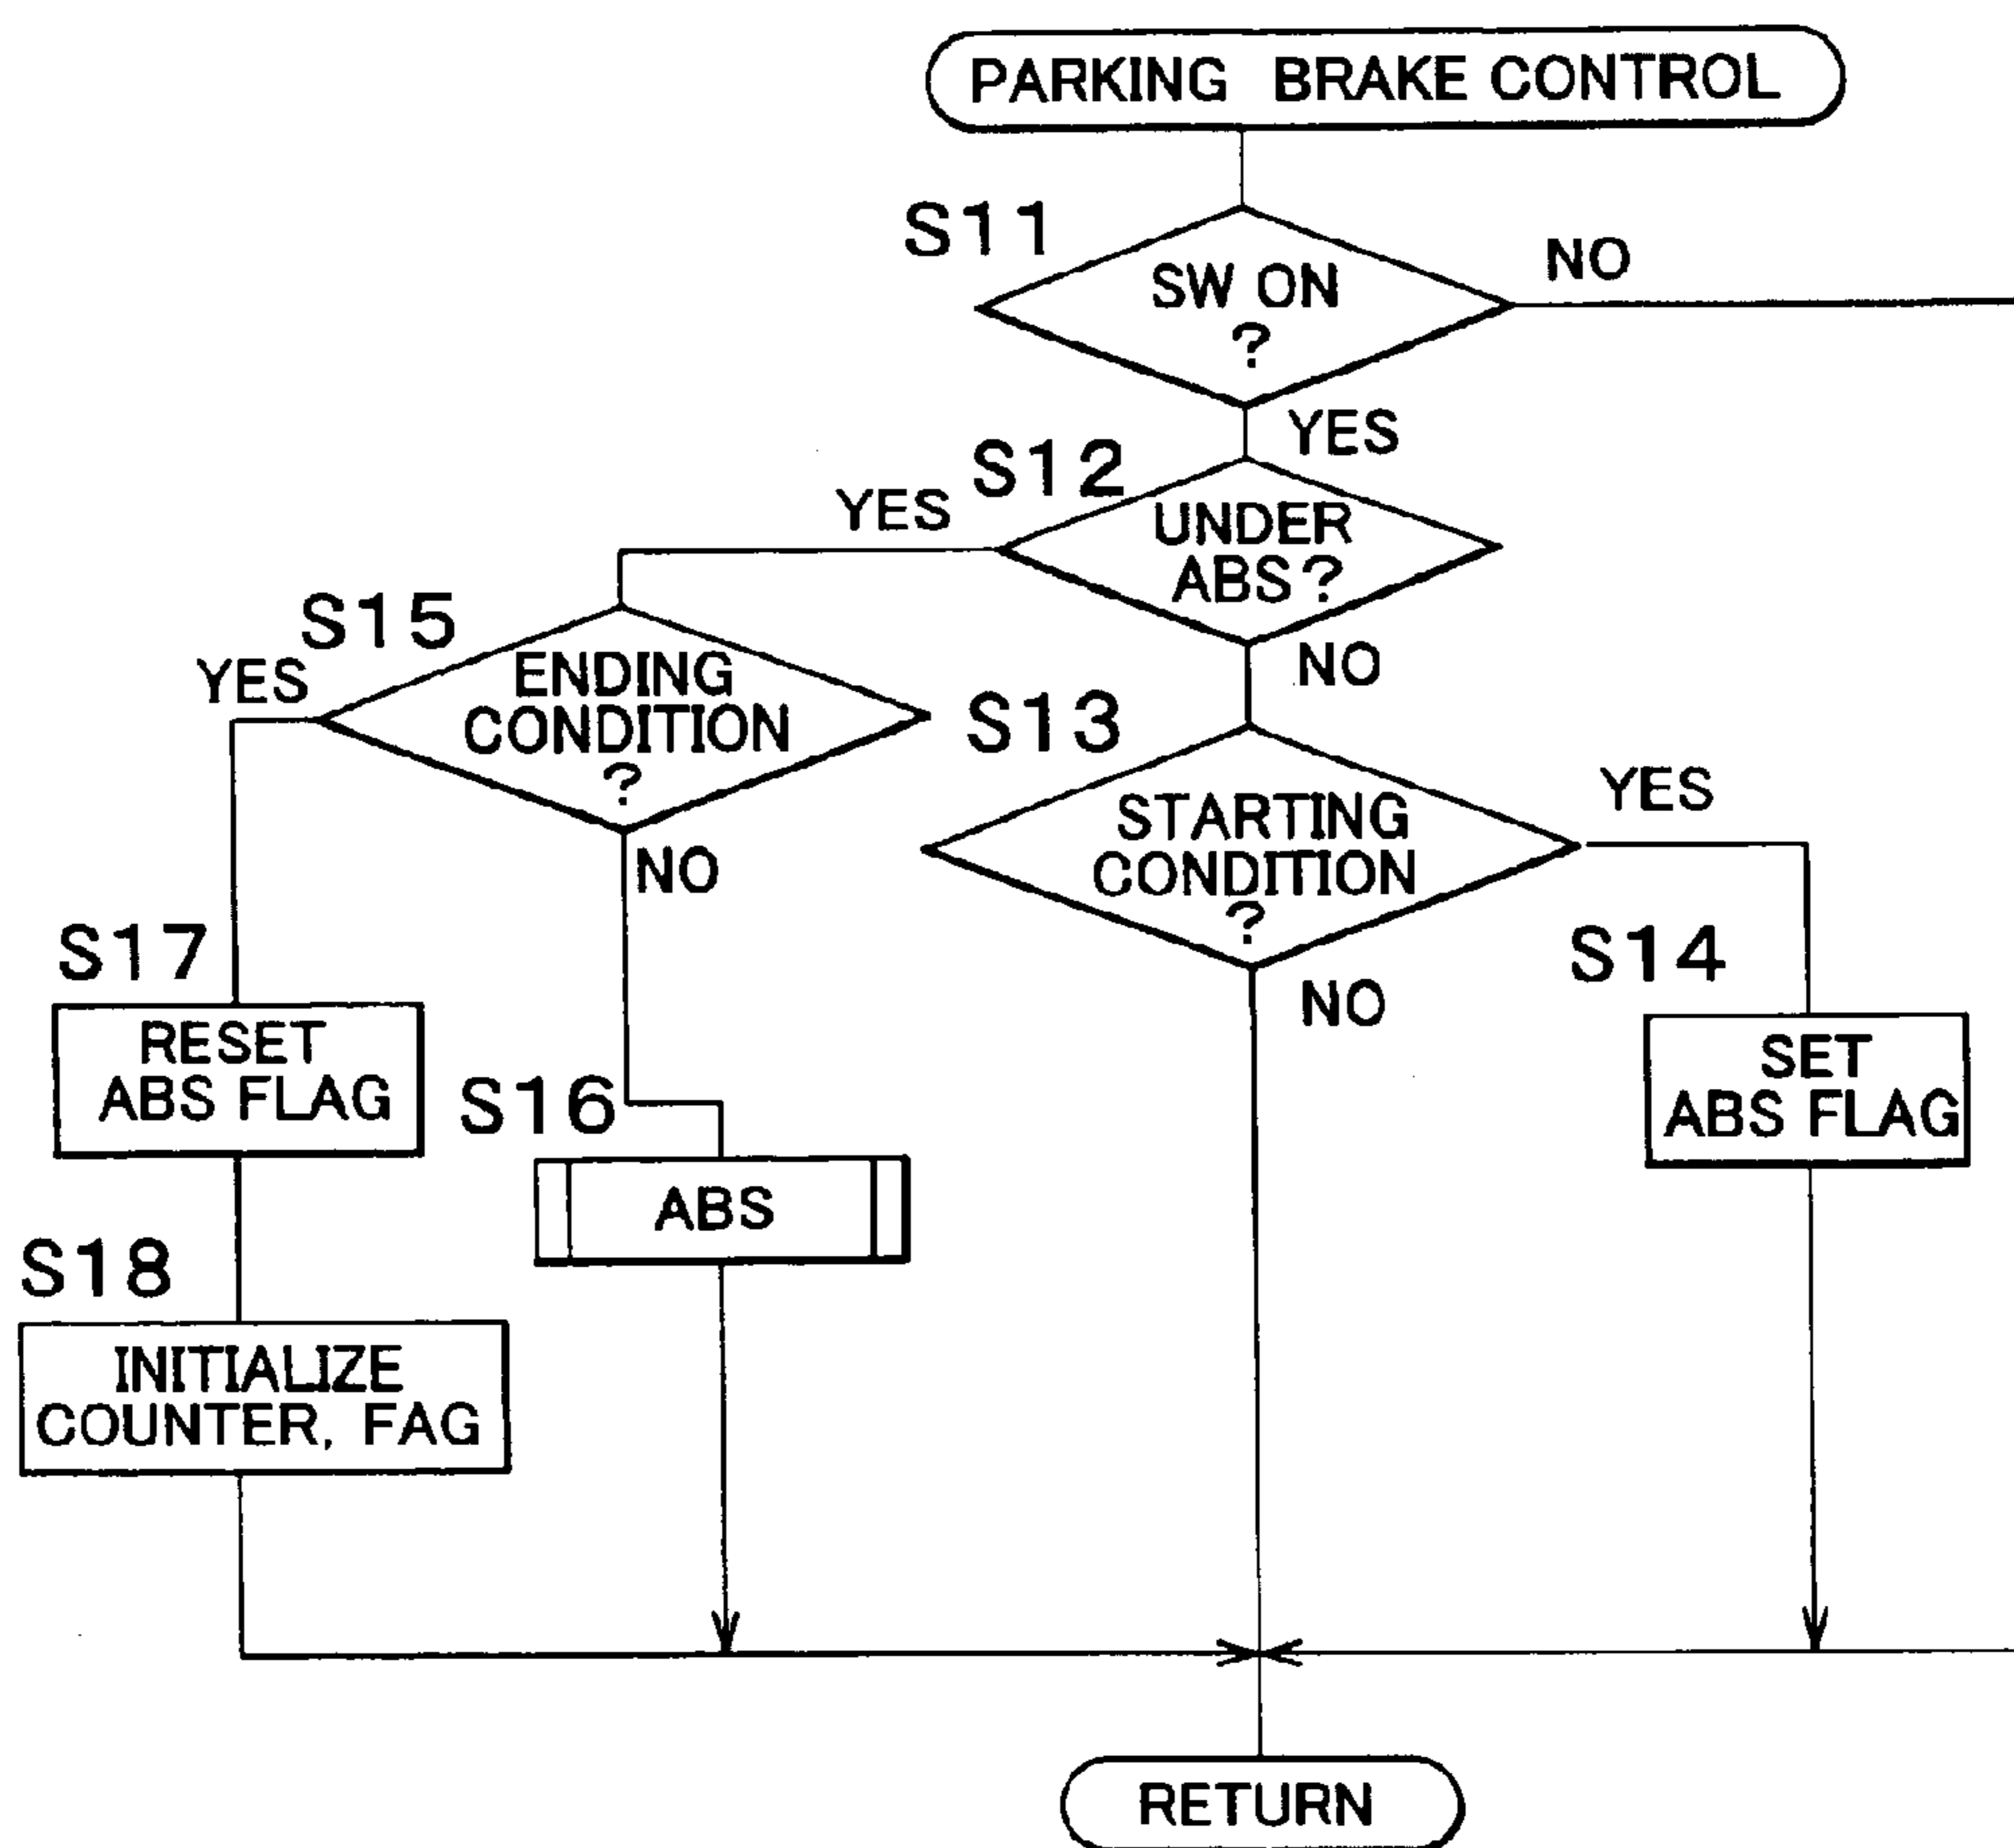 PARKING BRAKE CONTROL
S11
SW ON
?
NO
YES
S12
YES
UNDER
ABS ?
NO
S15
YES
ENDING
CONDITION
?
NO
S13
STARTING
CONDITION
?
YES
NO
S14
SET
ABS FLAG
S17
RESET
ABS FLAG
S16
ABS
S18
INITIALIZE
COUNTER, FAG
RETURN